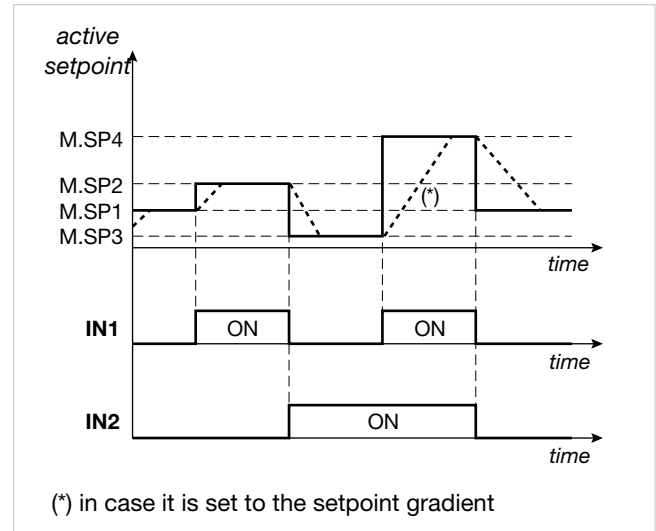 active
setpoint
M.SP4
M.SP2
M.SP1
M.SP3
(*)
time
IN1
ON
ON
time
IN2
ON
time
(*) in case it is set to the setpoint gradient